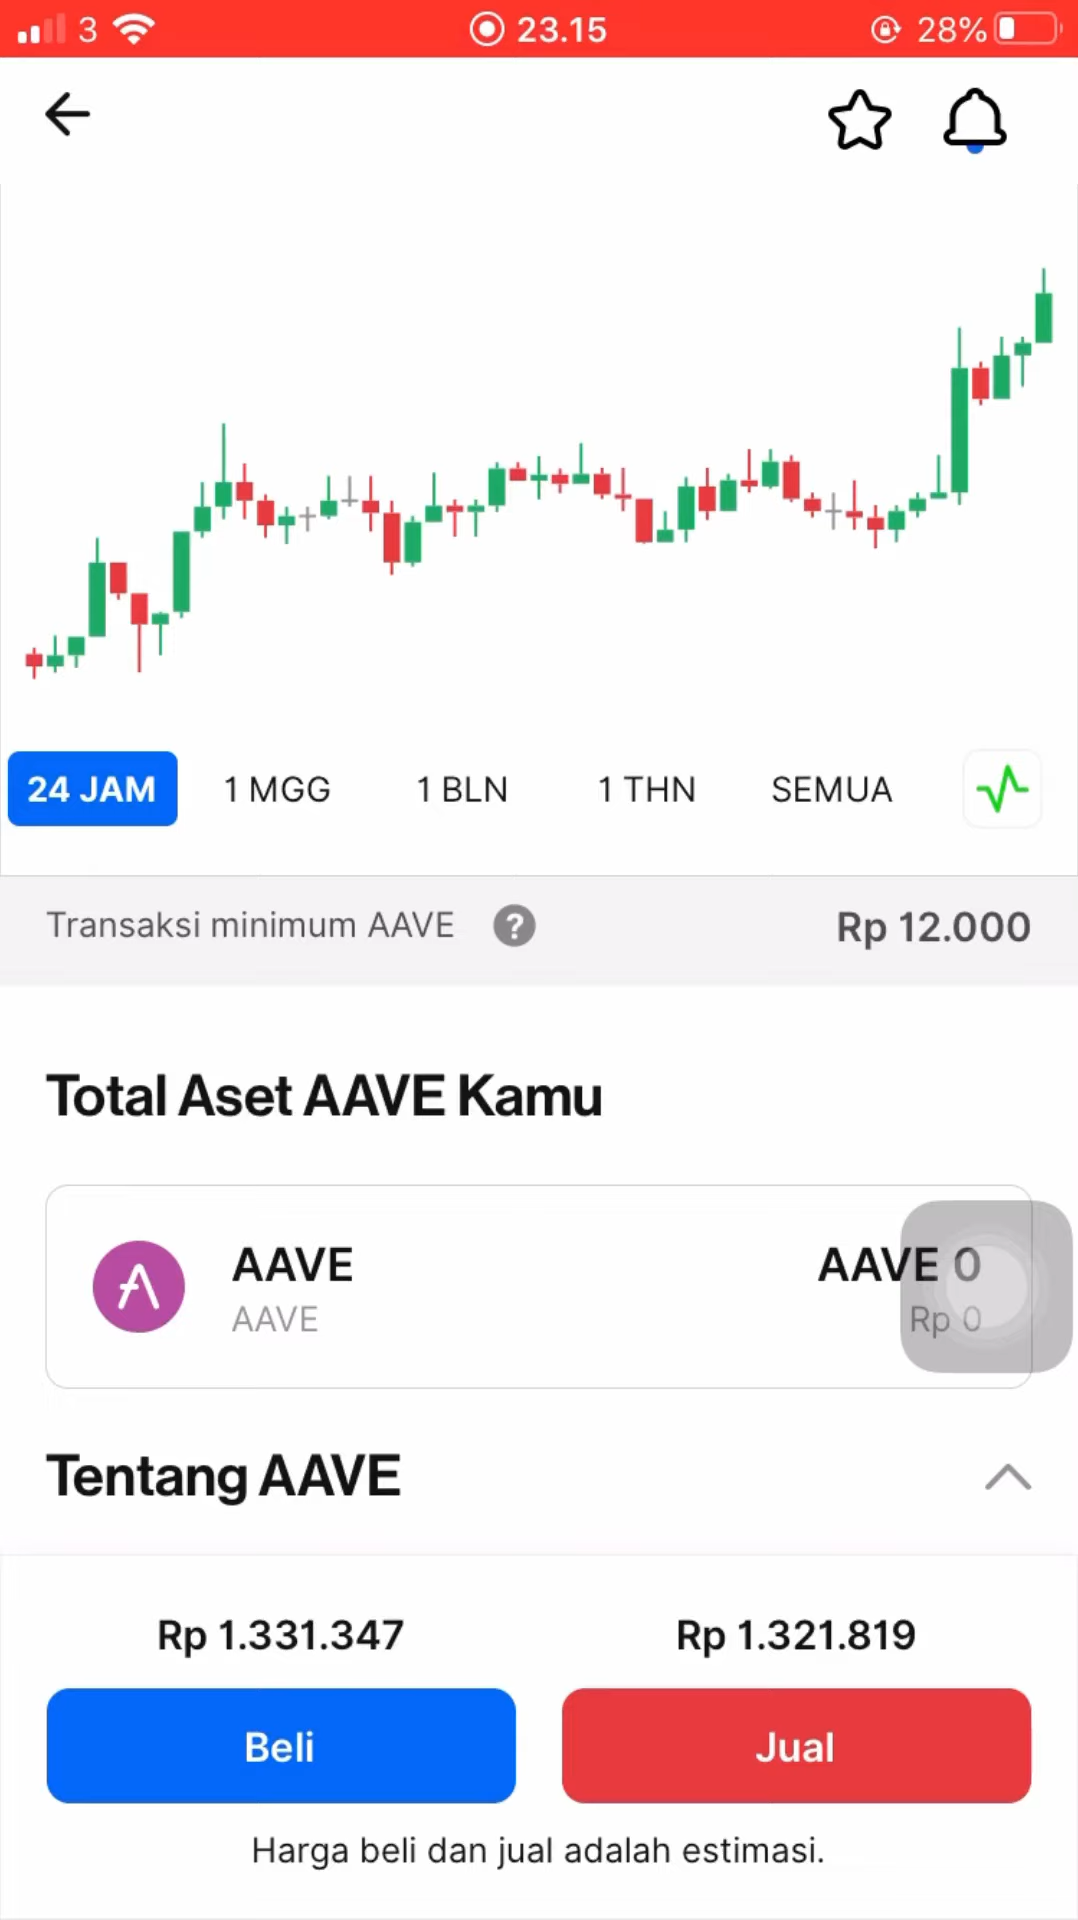 3 23.15 28%
24 JAM 1 MGG 1 BLN 1 THN SEMUA
Transaksi minimum AAVE ? Rp 12.000
Total Aset AAVE Kamu
AAVE AAVE 0
AAVE Rp 0
Tentang AAVE
Rp 1.331.347 Rp 1.321.819
Beli Jual
Harga beli dan jual adalah estimasi.